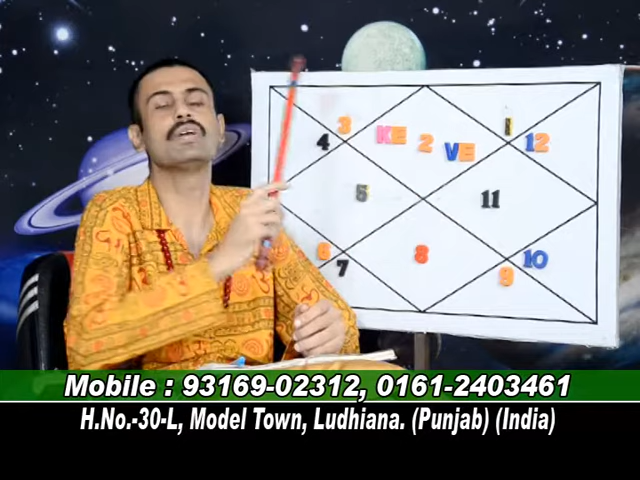 3 KE 2 VE 1 12
4
5 11
6 7 8 9 10
Mobile : 93169-02312, 0161-2403461
H.No.-30-L, Model Town, Ludhiana. (Punjab) (India)